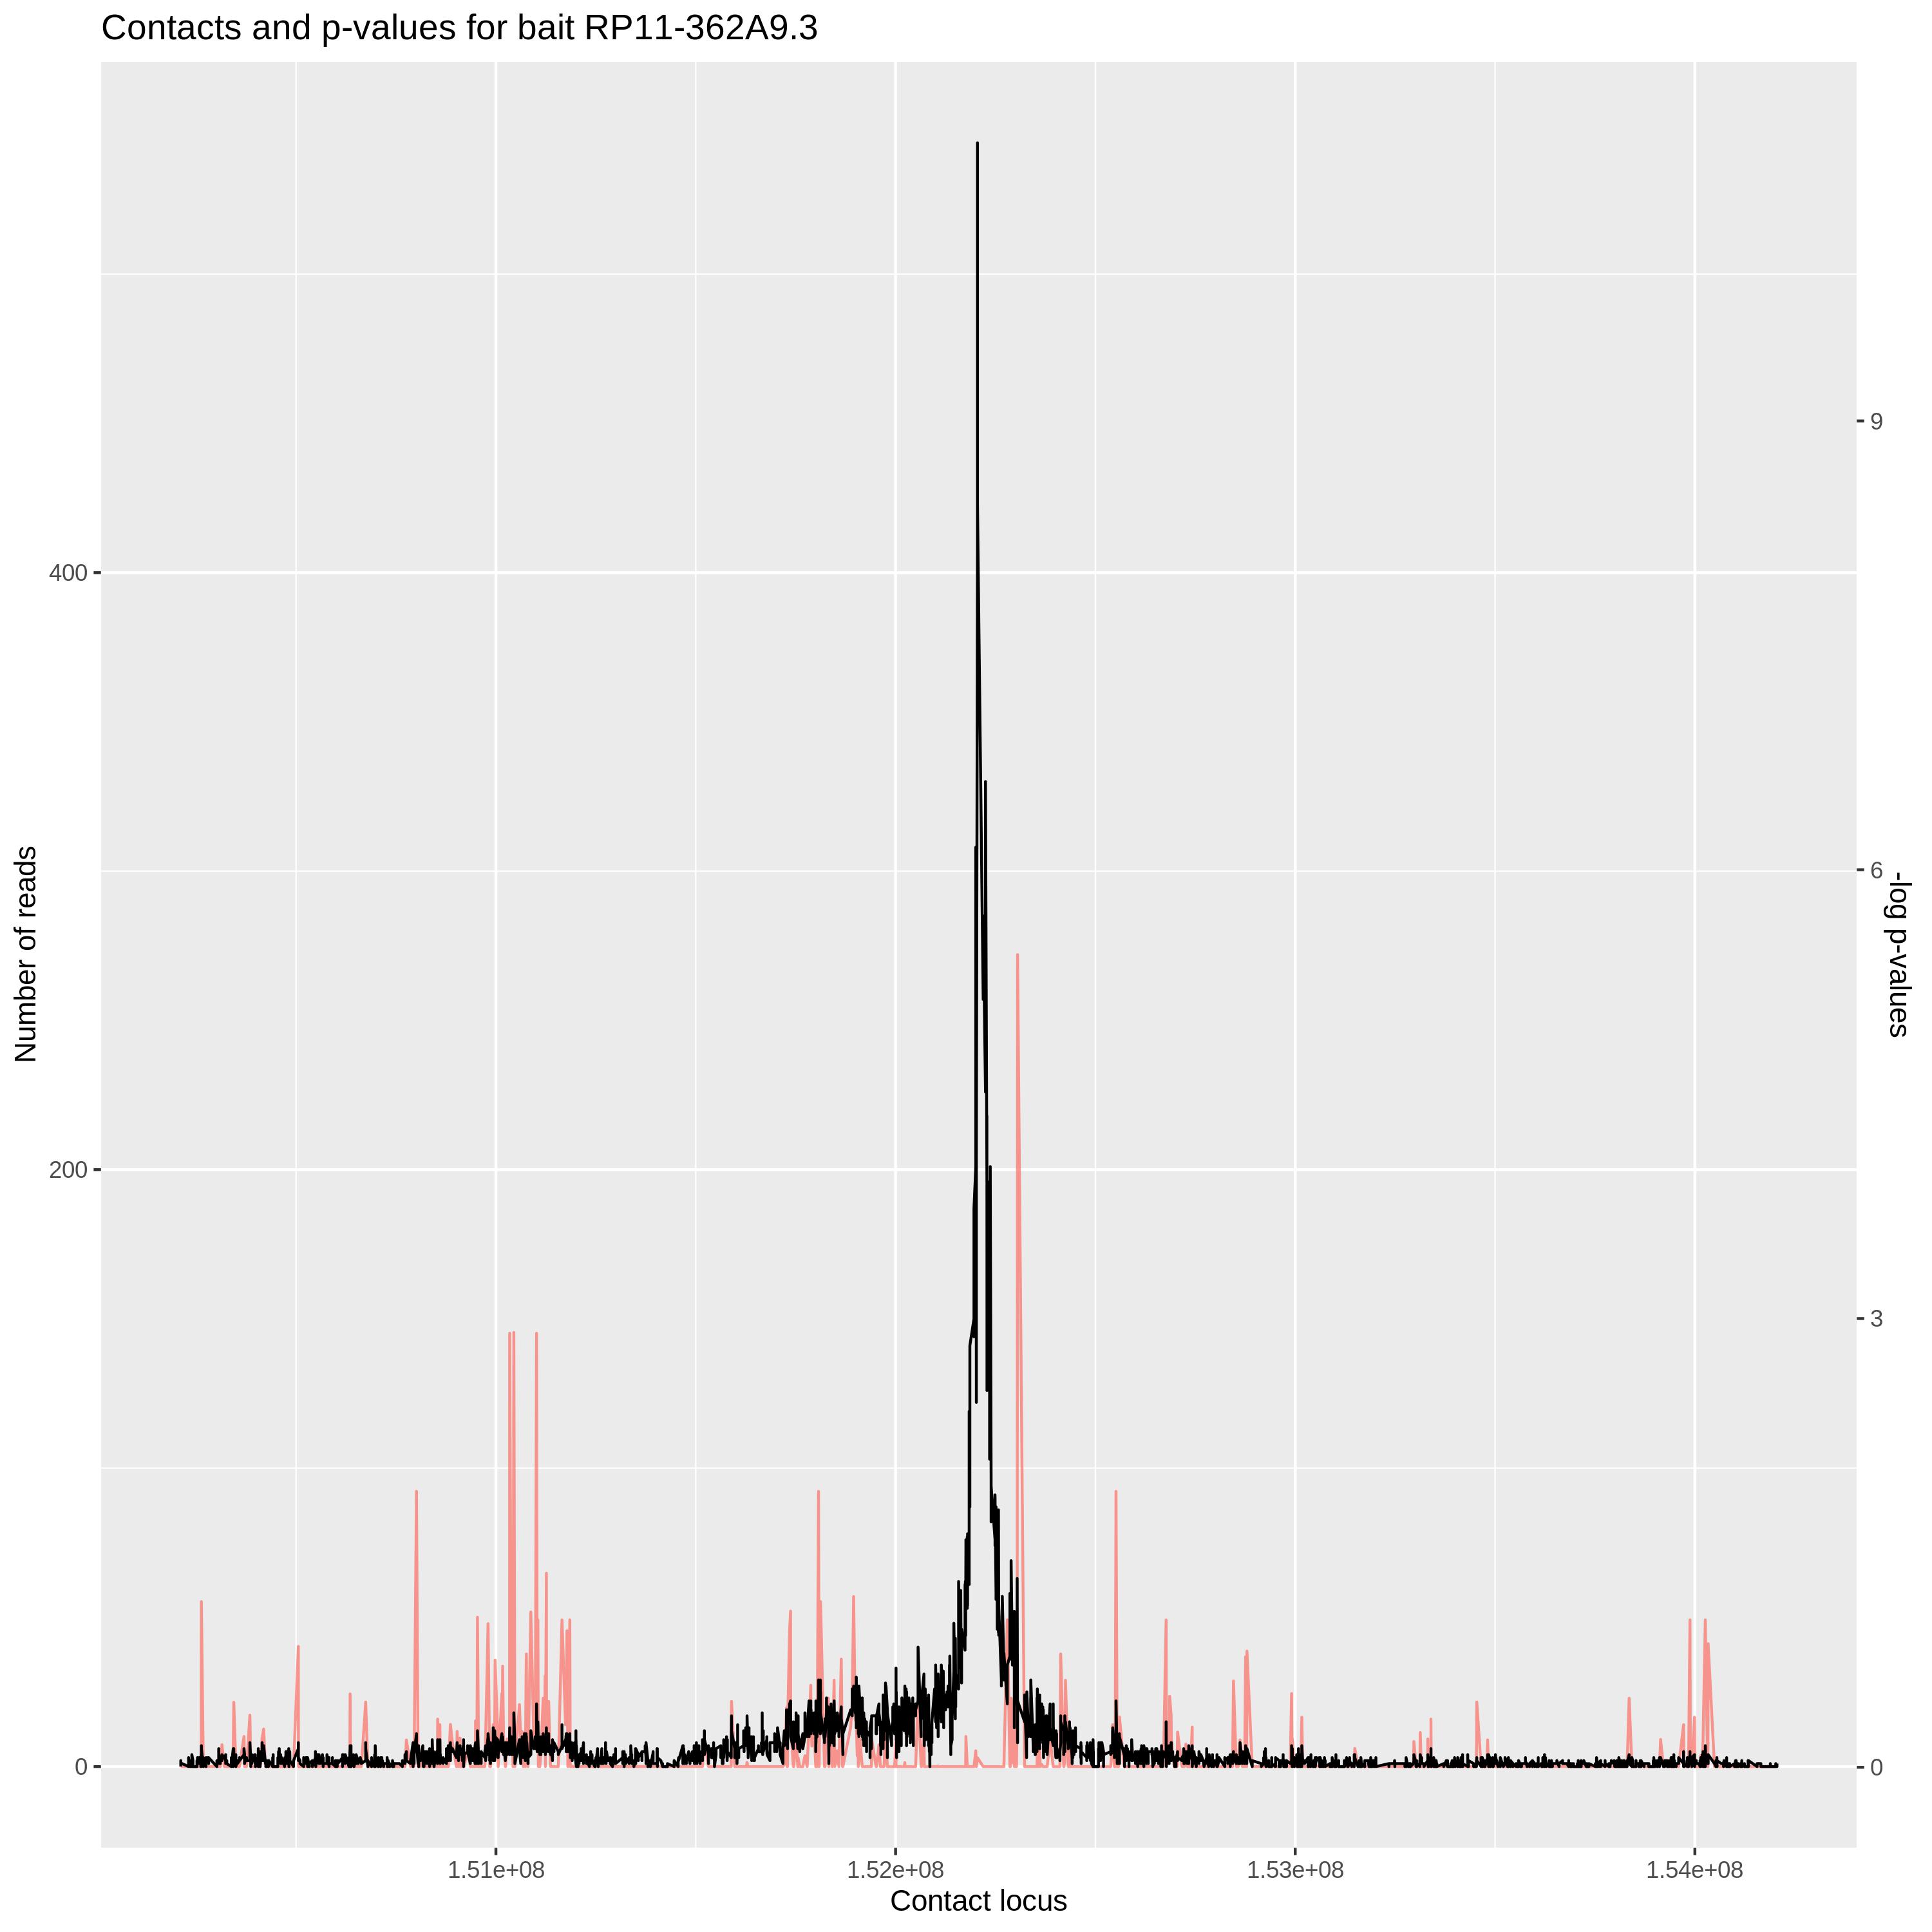 Contacts and p-values for bait RP11-362A9.3
Number of reads
400
200
0
9
6
3
0
-log p-values
1.51e+08
1.52e+08
1.53e+08
1.54e+08
Contact locus